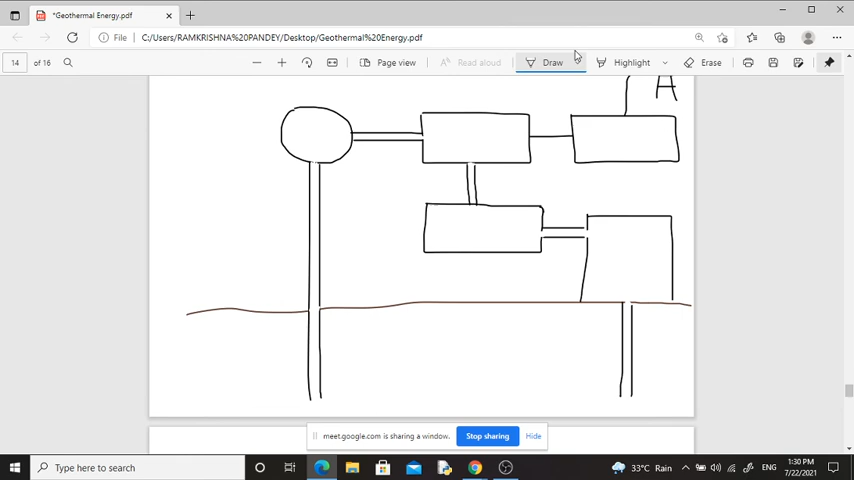 *Geothermal Energy.pdf
File
C:/Users/RAMKRISHNA%20PANDEY/Desktop/Geothermal%20Energy.pdf
14 of 16
Page view
Read aloud
Draw
Highlight
Erase
A
meet.google.com is sharing a window.
Stop sharing
Hide
Type here to search
33°C Rain
ENG
1:30 PM
7/22/2021